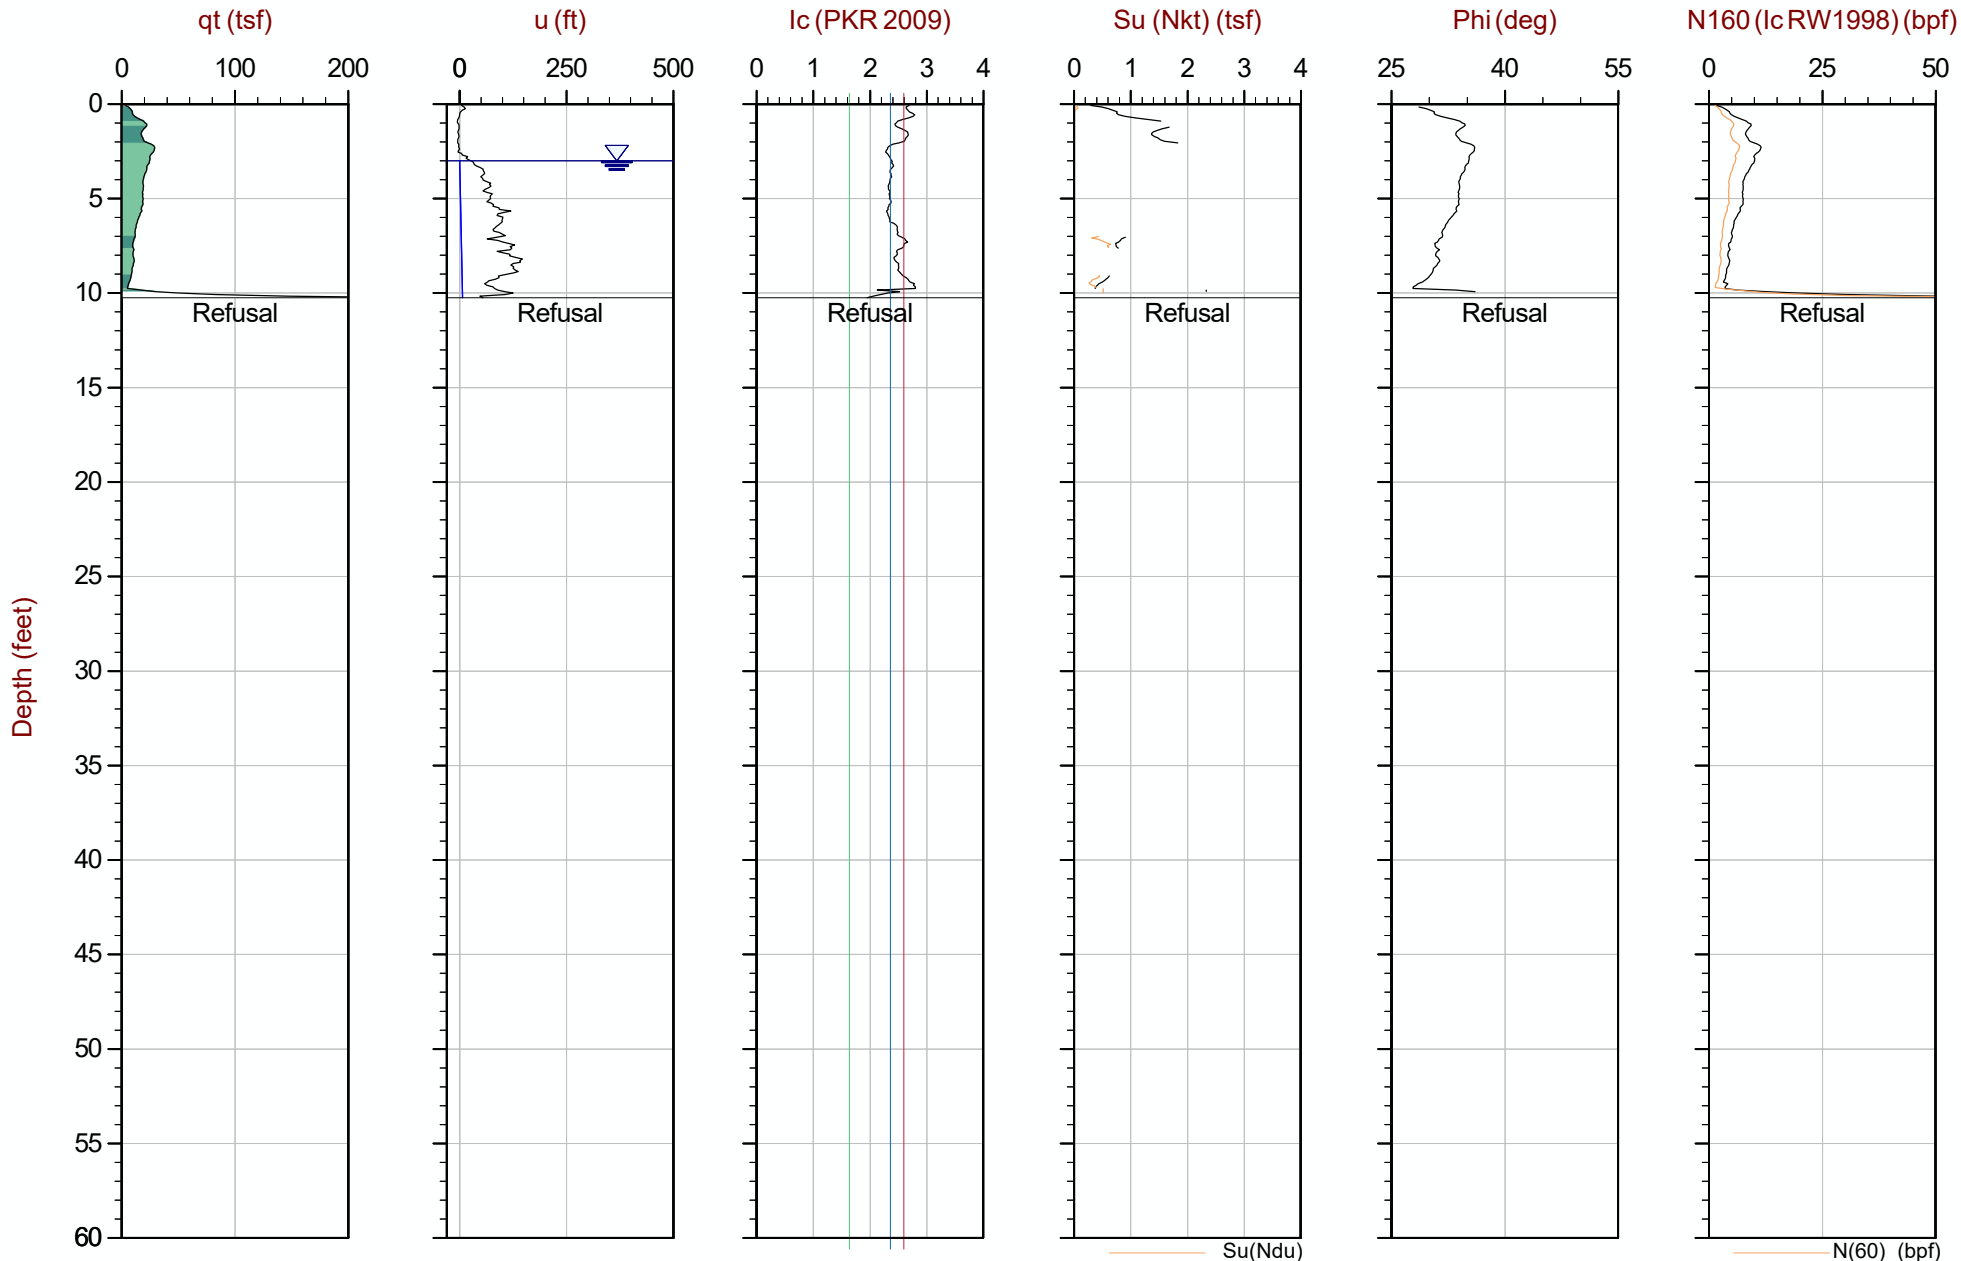 qt (tsf) u (ft) Ic (PKR 2009) Su (Nkt) (tsf) Phi (deg) N160 (Ic RW1998) (bpf)
0 100 200 0 250 500 0 1 2 3 4 0 1 2 3 4 25 40 55 0 25 50
0
5
10
Refusal Refusal Refusal Refusal Refusal Refusal
15
20
25
30
Depth (feet)
35
40
45
50
55
60
Su(Ndu) N(60) (bpf)